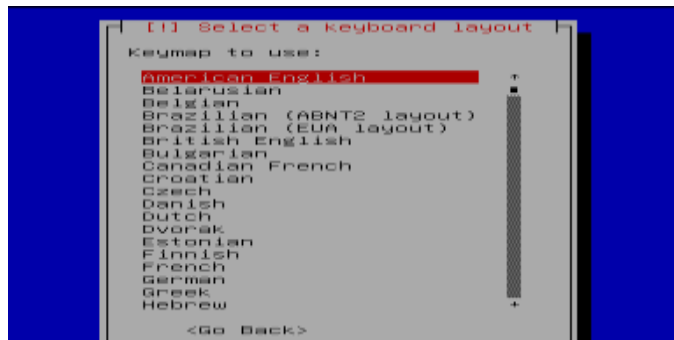 [!] Select a keyboard layout
Keymap to use:
American English
Belarusian
Belgian
Brazilian (ABNT2 layout)
Brazilian (EUA layout)
British English
Bulgarian
Canadian French
Croatian
Czech
Danish
Dutch
Dvorak
Estonian
Finnish
French
German
Greek
Hebrew
<Go Back>